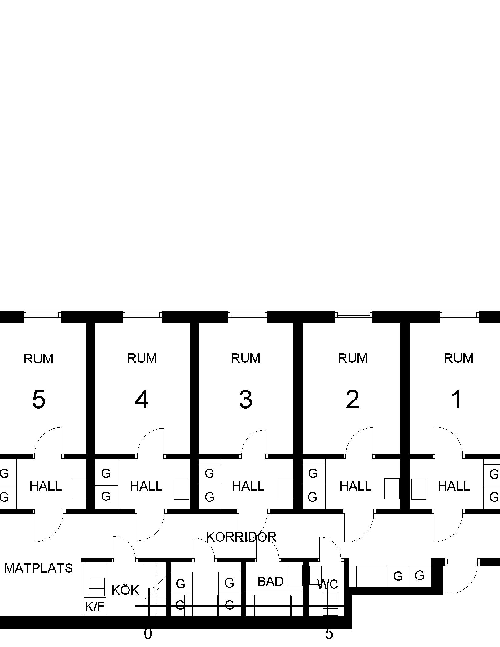 RUM RUM RUM RUM RUM
5 4 3 2 1
G G G G G
HALL HALL HALL HALL HALL
G G G G G
KORRIDOR
MATPLATS G G
KÖK G G BAD WC
K/F G G
0 5